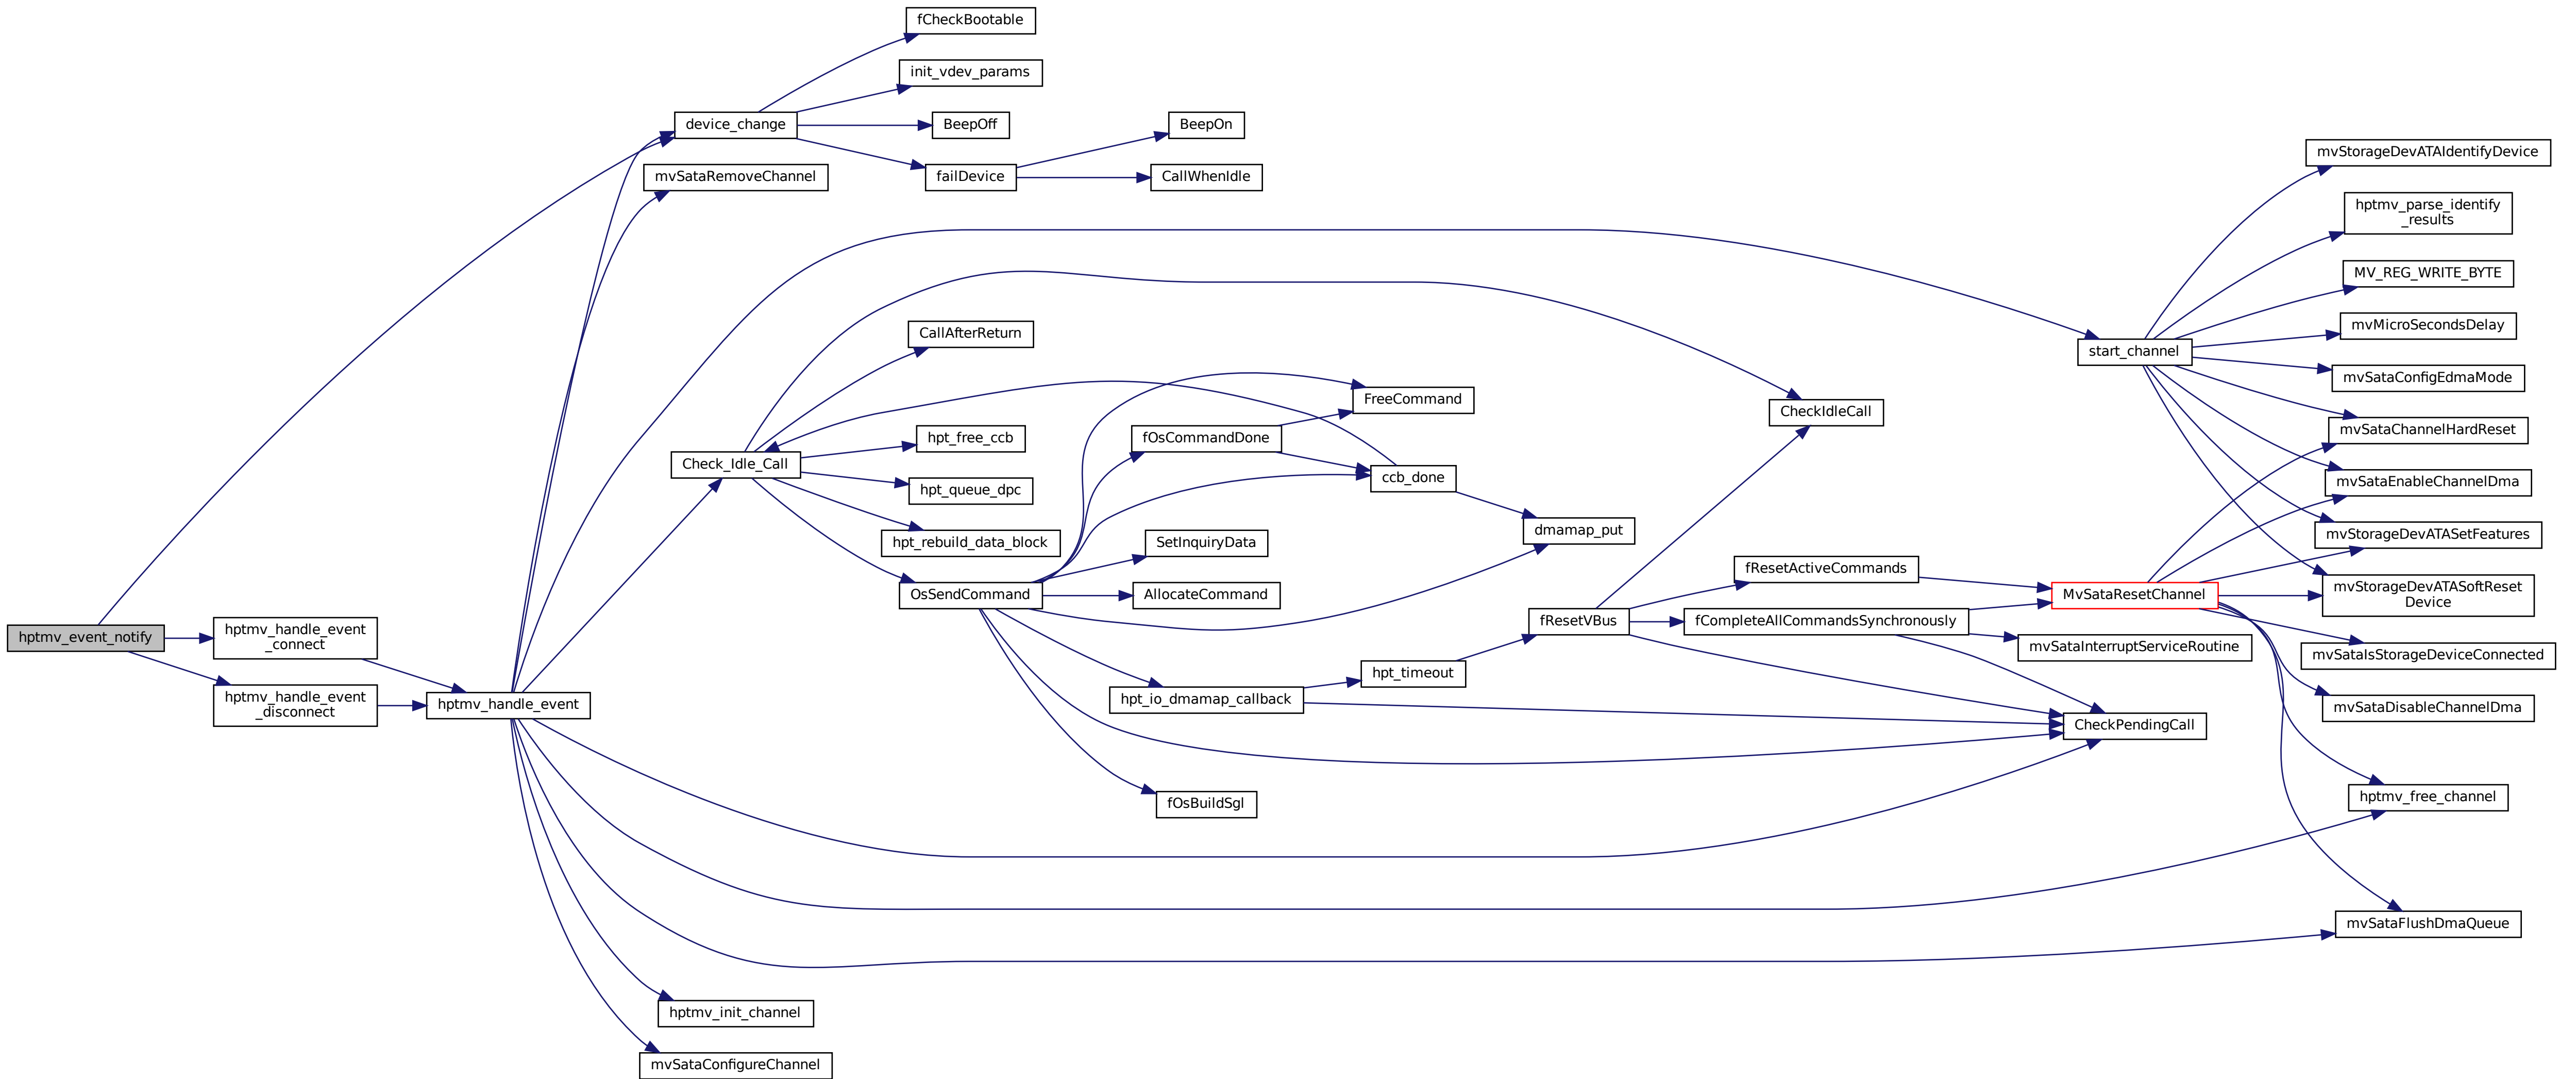 fCheckBootable
init_vdev_params
device_change
BeepOff
BeepOn
mvSataRemoveChannel
failDevice
CallWhenIdle
mvStorageDevATAIdentifyDevice
hptmv_parse_identify
_results
MV_REG_WRITE_BYTE
CallAfterReturn
mvMicroSecondsDelay
start_channel
mvSataConfigEdmaMode
FreeCommand
CheckIdleCall
Check_Idle_Call
hpt_free_ccb
fOsCommandDone
mvSataChannelHardReset
hpt_queue_dpc
ccb_done
mvSataEnableChannelDma
hpt_rebuild_data_block
SetInquiryData
dmamap_put
mvStorageDevATASetFeatures
OsSendCommand
AllocateCommand
fResetActiveCommands
MvSataResetChannel
mvStorageDevATASoftReset
Device
hptmv_event_notify
hptmv_handle_event
_connect
fResetVBus
fCompleteAllCommandsSynchronously
mvSataInterruptServiceRoutine
mvSataIsStorageDeviceConnected
hptmv_handle_event
_disconnect
hptmv_handle_event
hpt_io_dmamap_callback
hpt_timeout
CheckPendingCall
mvSataDisableChannelDma
fOsBuildSgl
hptmv_free_channel
mvSataFlushDmaQueue
hptmv_init_channel
mvSataConfigureChannel